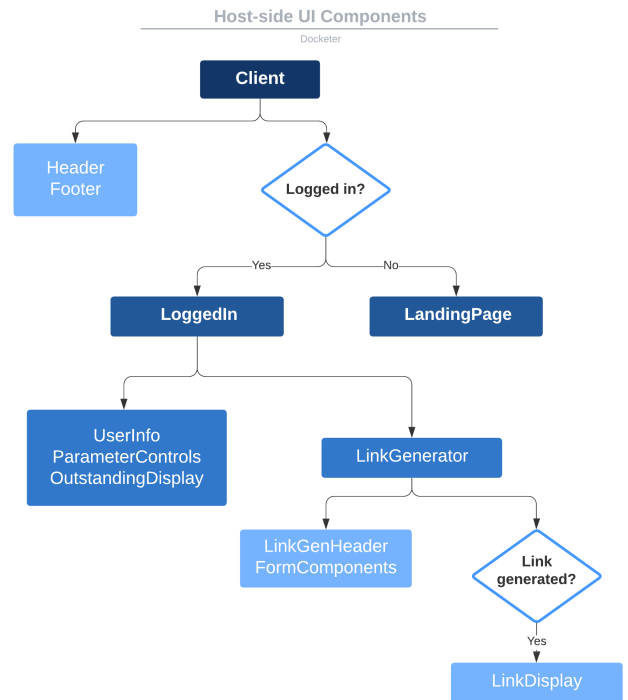 Host-side UI Components
Docketer
Client
Header
Footer
Logged in?
Yes
No
LoggedIn
LandingPage
UserInfo
ParameterControls
OutstandingDisplay
LinkGenerator
LinkGenHeader
FormComponents
Link
generated?
Yes
LinkDisplay